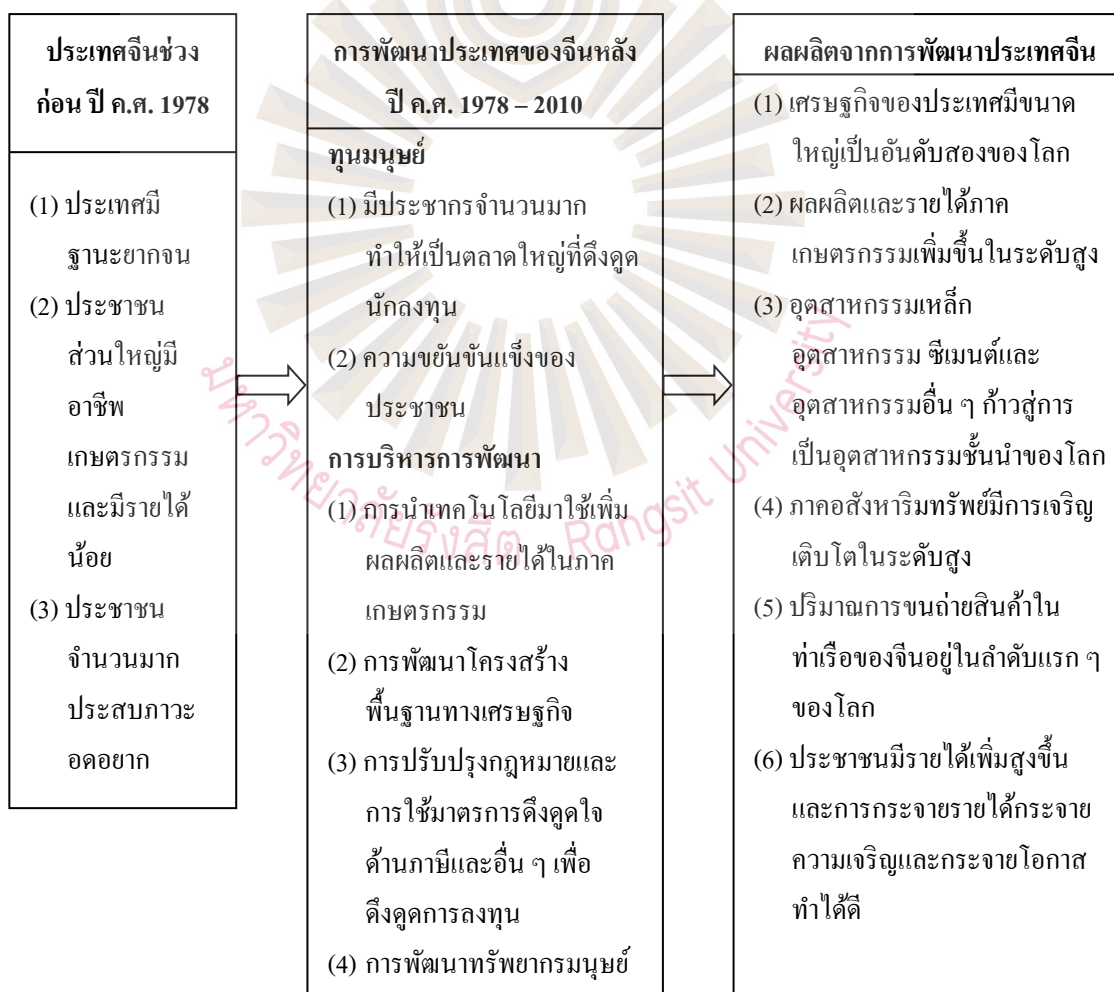 ประเทศจีนช่วง
ก่อน ปี ค.ศ. 1978
(1) ประเทศมี
ฐานะยากจน
(2) ประชาชน
ส่วนใหญ่มี
อาชีพ
เกษตรกรรม
และมีรายได้
น้อย
(3) ประชาชน
จำนวนมาก
ประสบภาวะ
อดอยาก
การพัฒนาประเทศของจีนหลัง
ปี ค.ศ. 1978 – 2010
ทุนมนุษย์
(1) มีประชากรจำนวนมาก
ทำให้เป็นตลาดใหญ่ที่ดึงดูด
นักลงทุน
(2) ความขยันขันแข็งของ
ประชาชน
การบริหารการพัฒนา
(1) การนำเทคโนโลยีมาใช้เพิ่ม
ผลผลิตและรายได้ในภาค
เกษตรกรรม
(2) การพัฒนาโครงสร้าง
พื้นฐานทางเศรษฐกิจ
(3) การปรับปรุงกฎหมายและ
การใช้มาตรการดึงดูดใจ
ด้านภาษีและอื่น ๆ เพื่อ
ดึงดูดการลงทุน
(4) การพัฒนาทรัพยากรมนุษย์
ผลผลิตจากการพัฒนาประเทศจีน
(1) เศรษฐกิจของประเทศมีขนาด
ใหญ่เป็นอันดับสองของโลก
(2) ผลผลิตและรายได้ภาค
เกษตรกรรมเพิ่มขึ้นในระดับสูง
(3) อุตสาหกรรมเหล็ก
อุตสาหกรรม ซีเมนต์และ
อุตสาหกรรมอื่น ๆ ก้าวสู่การ
เป็นอุตสาหกรรมชั้นนำของโลก
(4) ภาคอสังหาริมทรัพย์มีการเจริญ
เติบโตในระดับสูง
(5) ปริมาณการขนถ่ายสินค้าใน
ท่าเรือของจีนอยู่ในลำดับแรก ๆ
ของโลก
(6) ประชาชนมีรายได้เพิ่มสูงขึ้น
และการกระจายรายได้กระจาย
ความเจริญและกระจายโอกาส
ทำได้ดี
มหาวิทยาลัยรังสิต Rangsit University